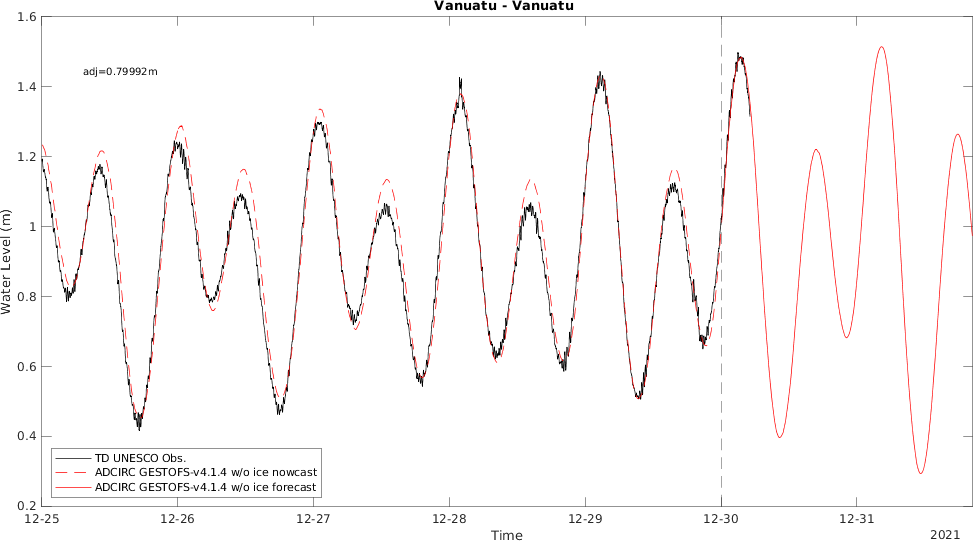 Vanuatu - Vanuatu
1.6
adj=0.79992m
1.4
1.2
1
0.8
0.6
0.4
0.2
Water Level (m)
TD UNESCO Obs.
ADCIRC GESTOFS-v4.1.4 w/o ice nowcast
ADCIRC GESTOFS-v4.1.4 w/o ice forecast
12-25 12-26 12-27 12-28 12-29 12-30 12-31
Time
2021